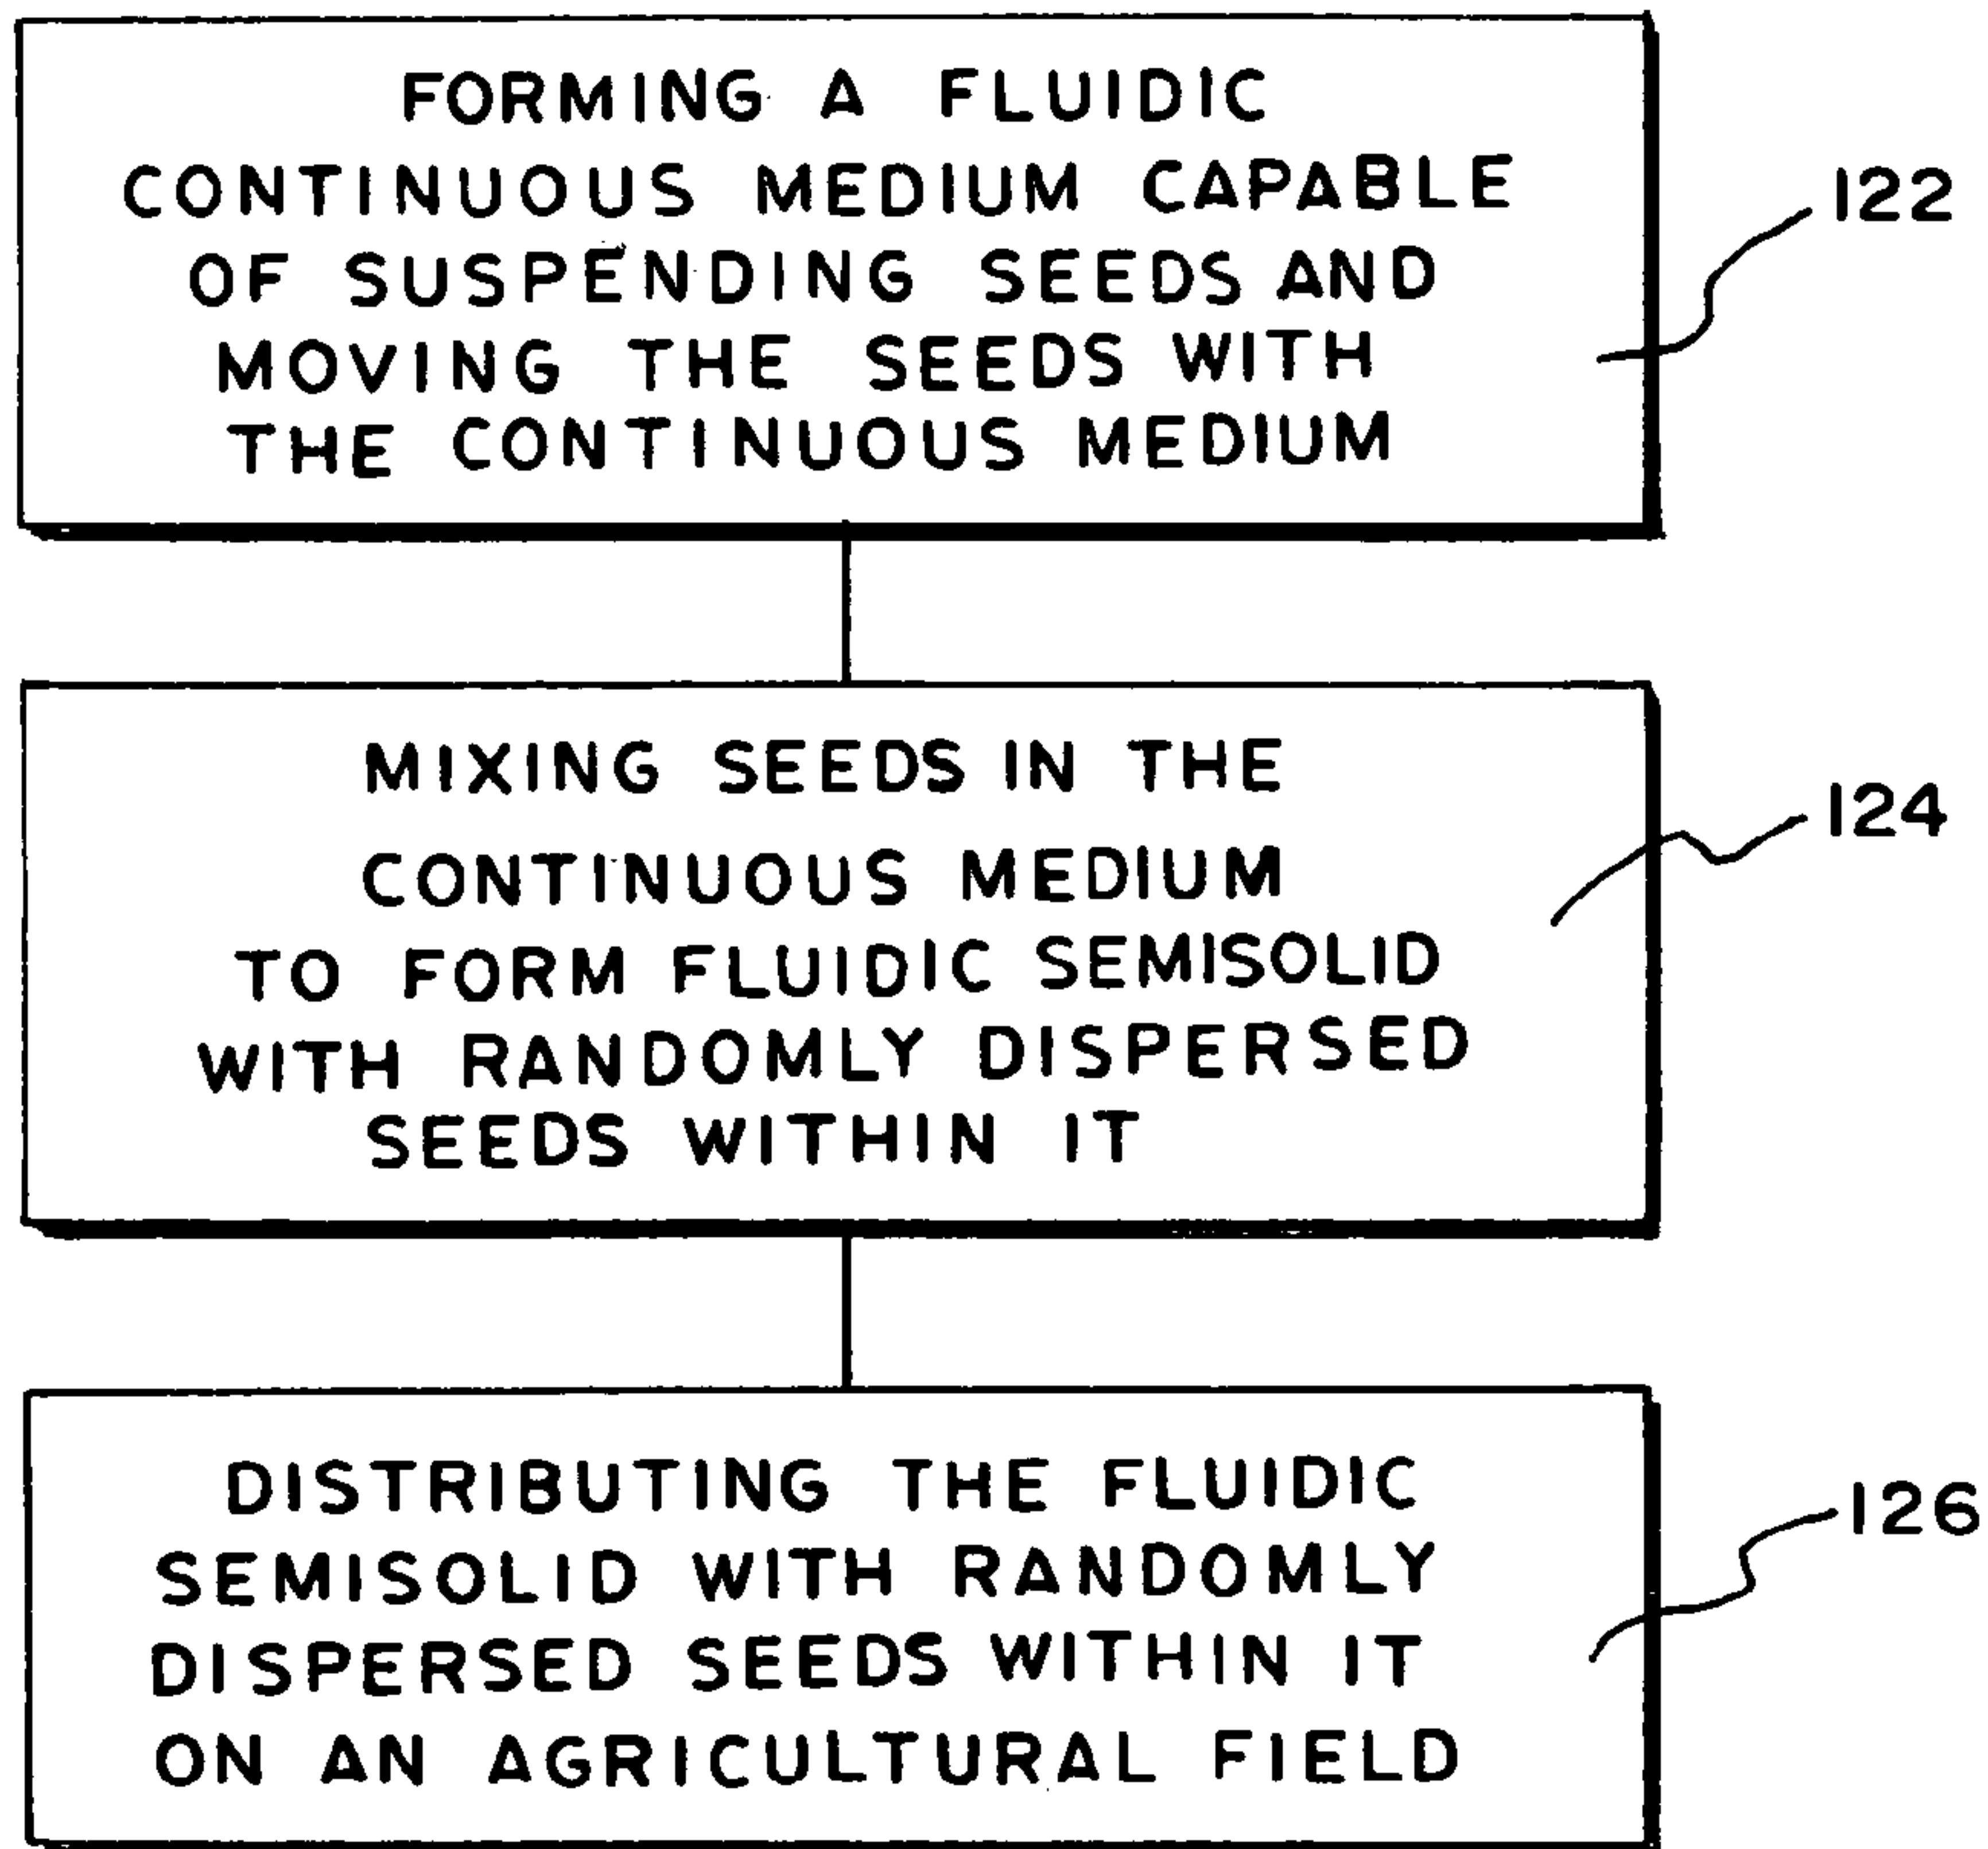 FORMING A FLUIDIC
CONTINUOUS MEDIUM CAPABLE
OF SUSPENDING SEEDS AND
MOVING THE SEEDS WITH
THE CONTINUOUS MEDIUM
122
MIXING SEEDS IN THE
CONTINUOUS MEDIUM
TO FORM FLUIDIC SEMISOLID
WITH RANDOMLY DISPERSED
SEEDS WITHIN IT
124
DISTRIBUTING THE FLUIDIC
SEMISOLID WITH RANDOMLY
DISPERSED SEEDS WITHIN IT
ON AN AGRICULTURAL FIELD
126